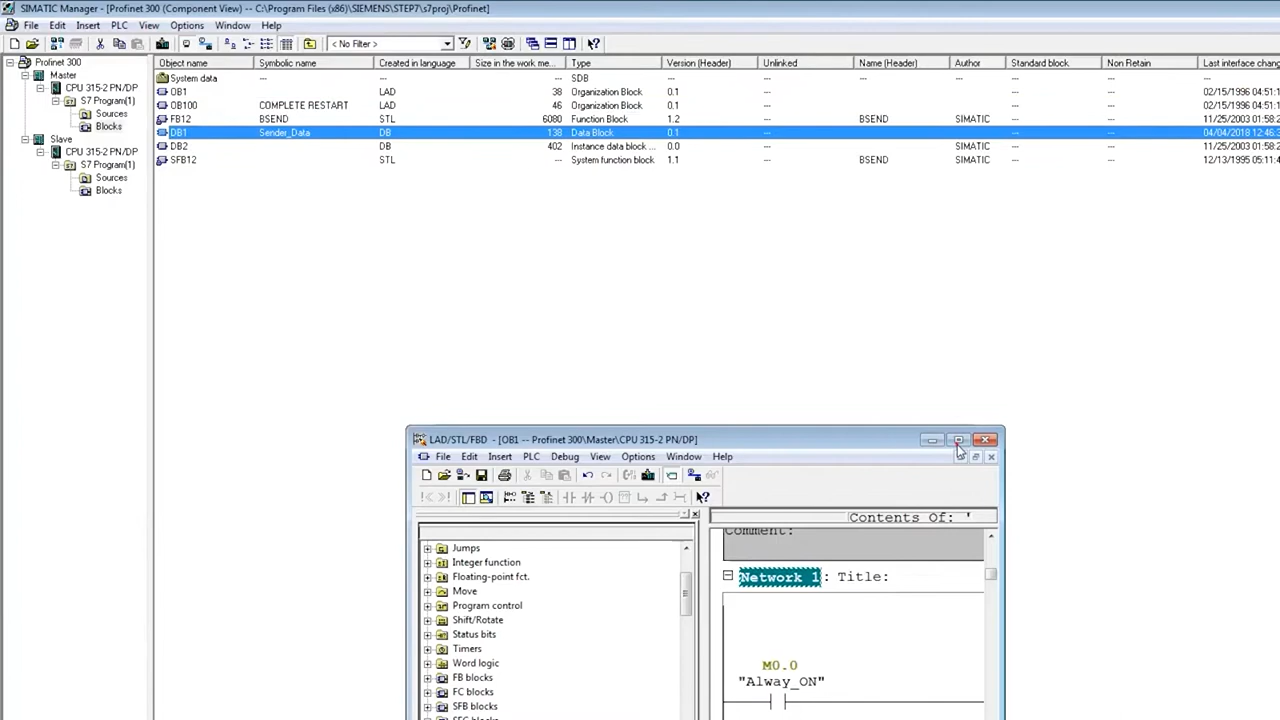 SIMATIC Manager - [Profinet 300 (Component View) -- C:\Program Files (x86)\SIEMENS\STEP7\s7proj\Profinet]
File Edit Insert PLC View Options Window Help
< No Filter >
Profinet 300
Master
CPU 315-2 PN/DP
S7 Program(1)
Sources
Blocks
Slave
CPU 315-2 PN/DP
S7 Program(1)
Sources
Blocks
Object name Symbolic name Created in language Size in the work me... Type Version (Header) Unlinked Name (Header) Author Standard block Non Retain Last interface chang
System data --- --- --- SDB --- --- --- --- --- --- ---
OB1 LAD 38 Organization Block 0.1 --- --- --- 02/15/1996 04:51:1
OB100 COMPLETE RESTART LAD 46 Organization Block 0.1 --- --- --- 02/15/1996 04:51:1
FB12 BSEND STL 6080 Function Block 1.2 --- BSEND SIMATIC --- --- 11/25/2003 01:58:2
DB1 Sender_Data DB 138 Data Block 0.1 --- --- --- 04/04/2018 12:46:3
DB2 DB 402 Instance data block ... 0.0 --- SIMATIC --- --- 11/25/2003 01:58:2
SFB12 STL --- System function block 1.1 --- BSEND SIMATIC --- --- 12/13/1995 05:11:4
LAD/STL/FBD - [OB1 -- Profinet 300\Master\CPU 315-2 PN/DP]
File Edit Insert PLC Debug View Options Window Help
Jumps
Integer function
Floating-point fct.
Move
Program control
Shift/Rotate
Status bits
Timers
Word logic
FB blocks
FC blocks
SFB blocks
SFC blocks
Contents Of: '
Comment:
Network 1: Title:
M0.0
"Alway_ON"